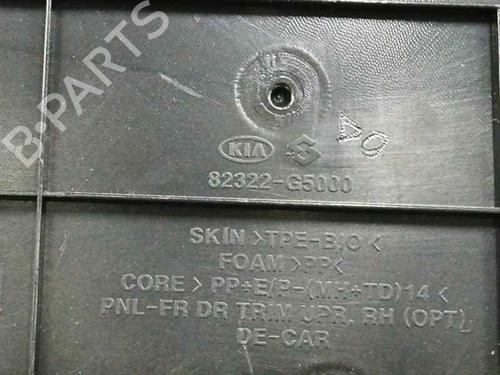 B-PARTS
KIA
82322-G5000
SKIN >TPE-BIO<
FOAM >PP<
CORE >PP+E/P-(MH+TD)14<
PNL-FR DR TRIM UPR, RH (OPT)
DE-CAR